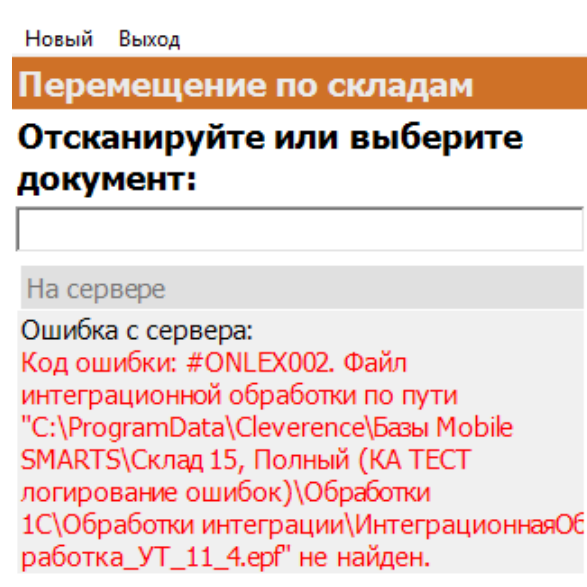 Новый Выход
Перемещение по складам
Отсканируйте или выберите
документ:
На сервере
Ошибка с сервера:
Код ошибки: #ONLEX002. Файл
интеграционной обработки по пути
"C:\ProgramData\Cleverence\Базы Mobile
SMARTS\Склад 15, Полный (КА ТЕСТ
логирование ошибок)\Обработки
1С\Обработки интеграции\ИнтеграционнаяОб
работка_УТ_11_4.epf" не найден.